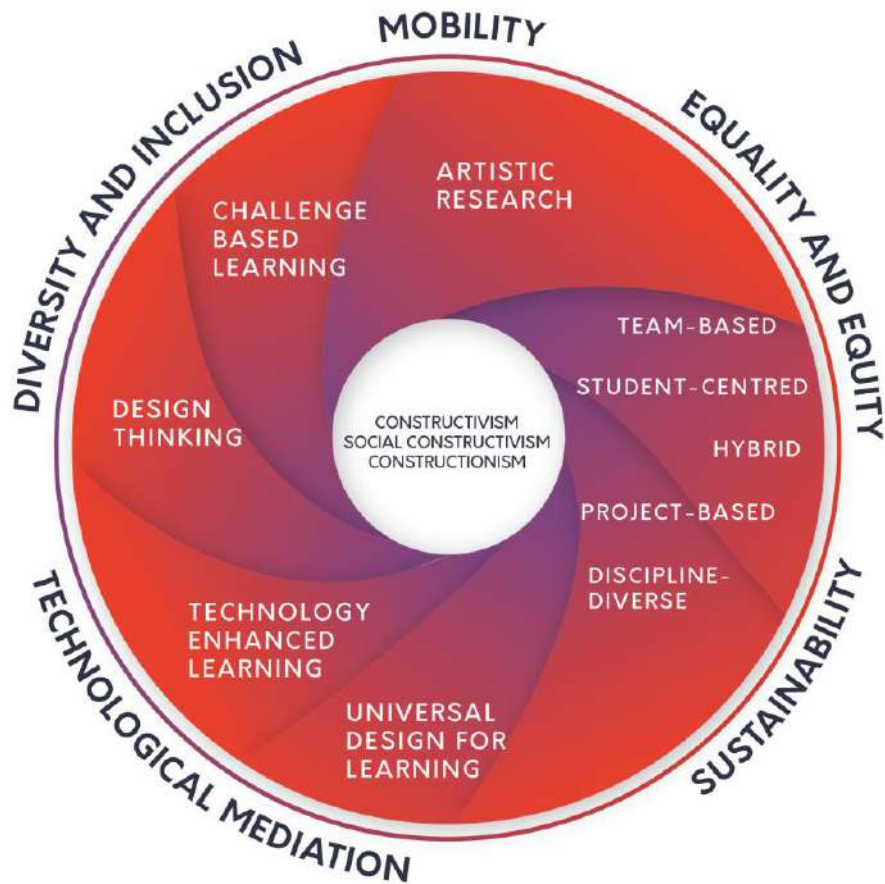 MOBILITY
EQUALITY AND EQUITY
SUSTAINABILITY
TECHNOLOGICAL MEDIATION
DIVERSITY AND INCLUSION
ARTISTIC
RESEARCH
CHALLENGE
BASED
LEARNING
DESIGN
THINKING
TECHNOLOGY
ENHANCED
LEARNING
UNIVERSAL
DESIGN FOR
LEARNING
TEAM-BASED
STUDENT-CENTRED
HYBRID
PROJECT-BASED
DISCIPLINE-
DIVERSE
CONSTRUCTIVISM
SOCIAL CONSTRUCTIVISM
CONSTRUCTIONISM